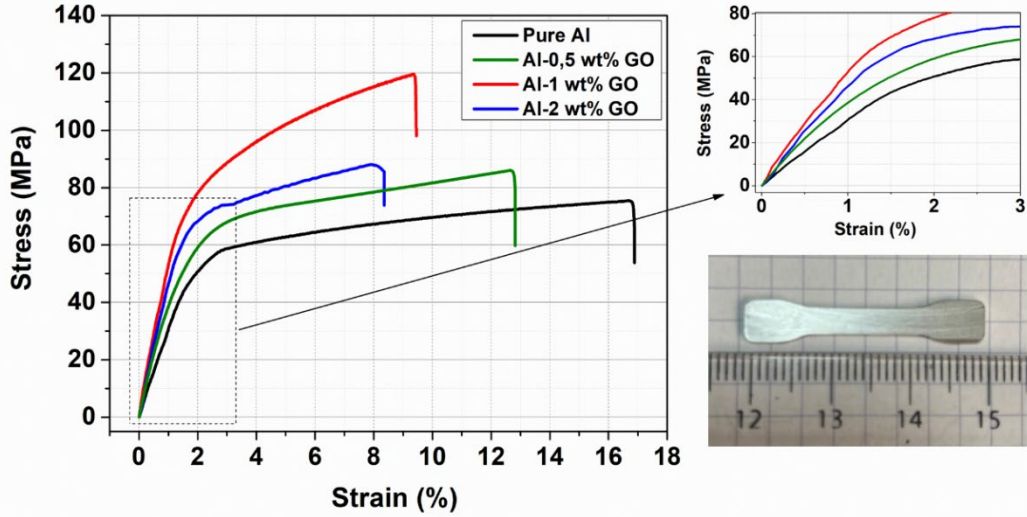 140
120
100
80
60
40
20
0
Stress (MPa)
0 2 4 6 8 10 12 14 16 18
Strain (%)
Pure Al
Al-0,5 wt% GO
Al-1 wt% GO
Al-2 wt% GO
80
60
40
20
0
Stress (MPa)
0 1 2 3
Strain (%)
12 13 14 15